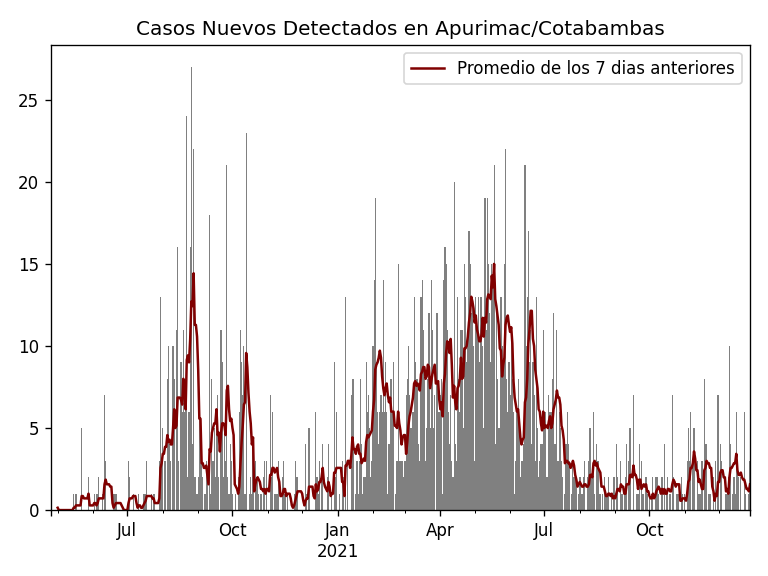 Casos Nuevos Detectados en Apurimac/Cotabambas
Promedio de los 7 dias anteriores
25
20
15
10
5
0
Jul Oct Jan Apr Jul Oct
2021